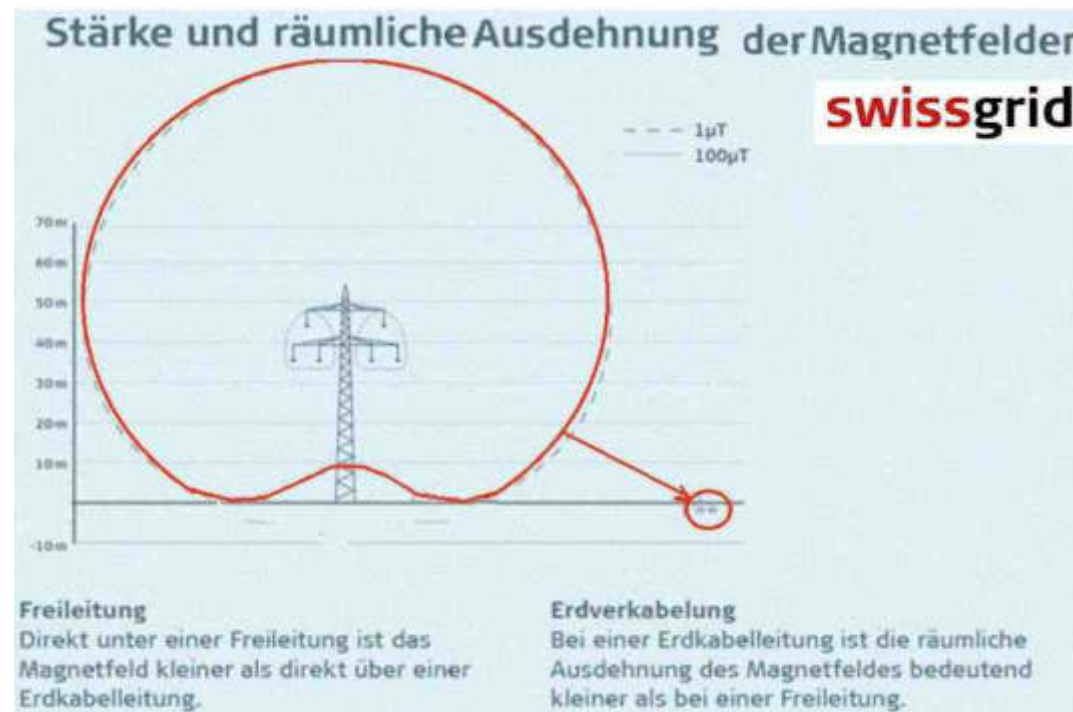 Stärke und räumliche Ausdehnung der Magnetfelder
swissgrid
1µT
100µT
70m
60m
50m
40m
30m
20m
10m
-10m
Freileitung
Direkt unter einer Freileitung ist das
Magnetfeld kleiner als direkt über einer
Erdkabelleitung.
Erdverkabelung
Bei einer Erdkabelleitung ist die räumliche
Ausdehnung des Magnetfeldes bedeutend
kleiner als bei einer Freileitung.